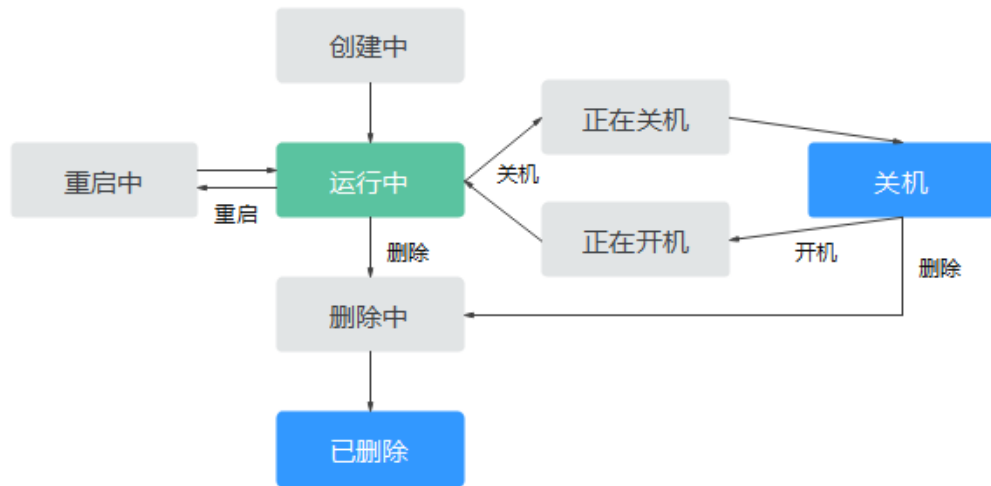 创建中
正在关机
重启中
运行中
关机
关机
重启
正在开机
开机
删除
删除
删除中
已删除